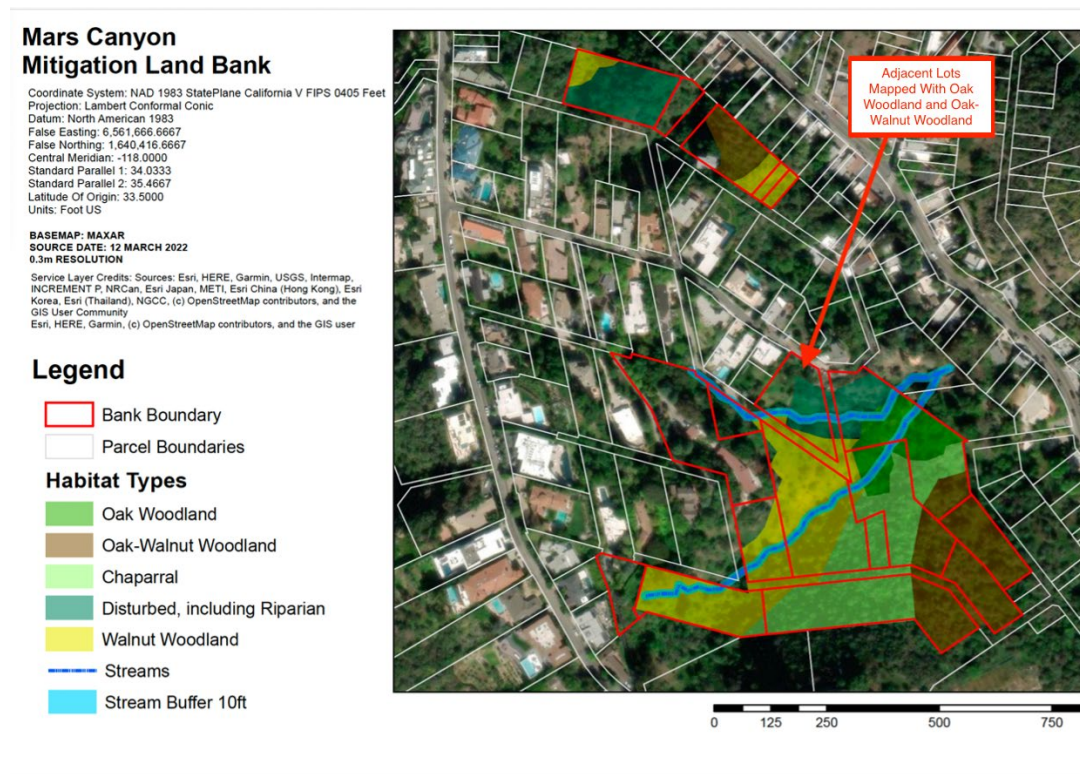 Mars Canyon
Mitigation Land Bank
Coordinate System: NAD 1983 StatePlane California V FIPS 0405 Feet
Projection: Lambert Conformal Conic
Datum: North American 1983
False Easting: 6,561,666.6667
False Northing: 1,640,416.6667
Central Meridian: -118.0000
Standard Parallel 1: 34.0333
Standard Parallel 2: 35.4667
Latitude Of Origin: 33.5000
Units: Foot US
BASEMAP: MAXAR
SOURCE DATE: 12 MARCH 2022
0.3m RESOLUTION
Service Layer Credits: Sources: Esri, HERE, Garmin, USGS, Intermap,
INCREMENT P, NRCan, Esri Japan, METI, Esri China (Hong Kong), Esri
Korea, Esri (Thailand), NGCC, (c) OpenStreetMap contributors, and the
GIS User Community
Esri, HERE, Garmin, (c) OpenStreetMap contributors, and the GIS user
Legend
Bank Boundary
Parcel Boundaries
Habitat Types
Oak Woodland
Oak-Walnut Woodland
Chaparral
Disturbed, including Riparian
Walnut Woodland
Streams
Stream Buffer 10ft
Adjacent Lots
Mapped With Oak
Woodland and Oak-
Walnut Woodland
0 125 250 500 750